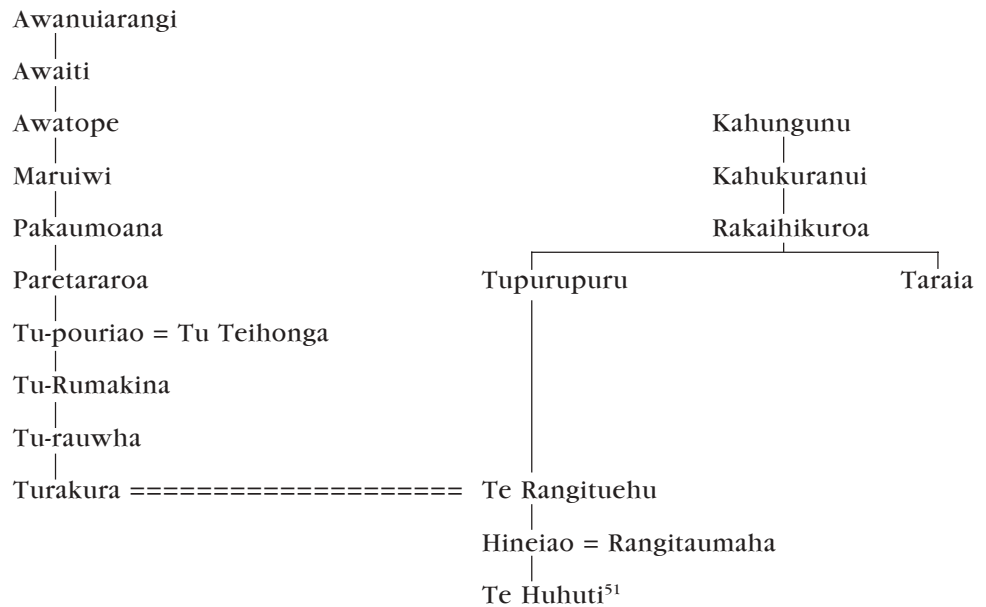 Awanuiarangi
Awaiti
Awatope Kahungunu
Maruiwi Kahukuranui
Pakaumoana Rakaihikuroa
Paretararoa Tupurupuru Taraia
Tu-pouriao = Tu Teihonga
Tu-Rumakina
Tu-rauwha
Turakura ==================== Te Rangituehu
Hineiao = Rangitaumaha
Te Huhuti51